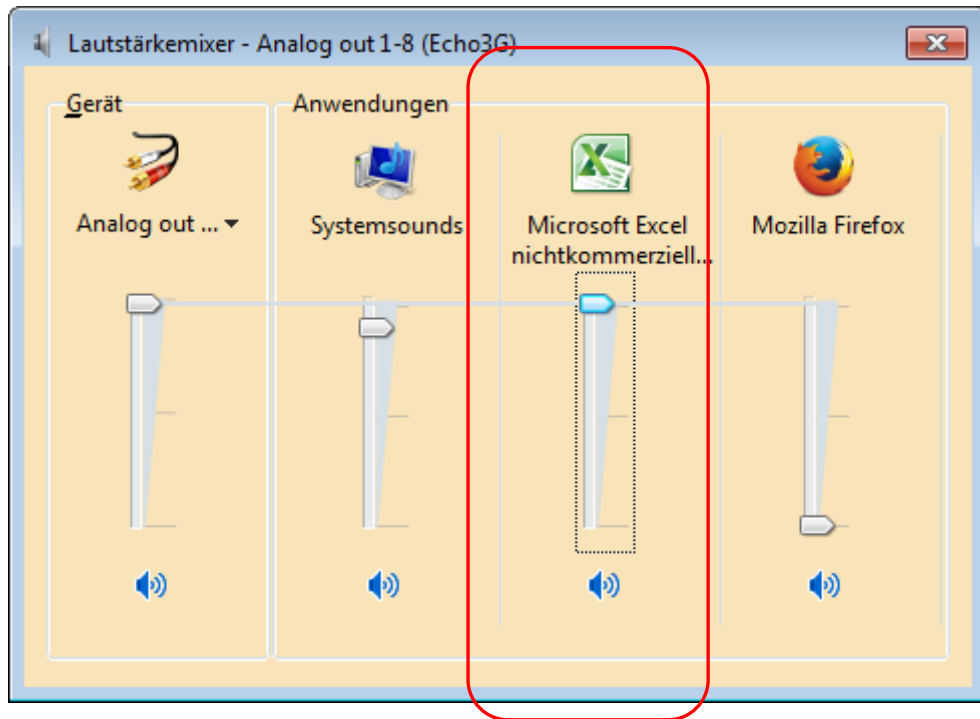 Lautstärkemixer - Analog out 1-8 (Echo3G)
Gerät
Anwendungen
Analog out ...
Systemsounds
Microsoft Excel
nichtkommerziell...
Mozilla Firefox